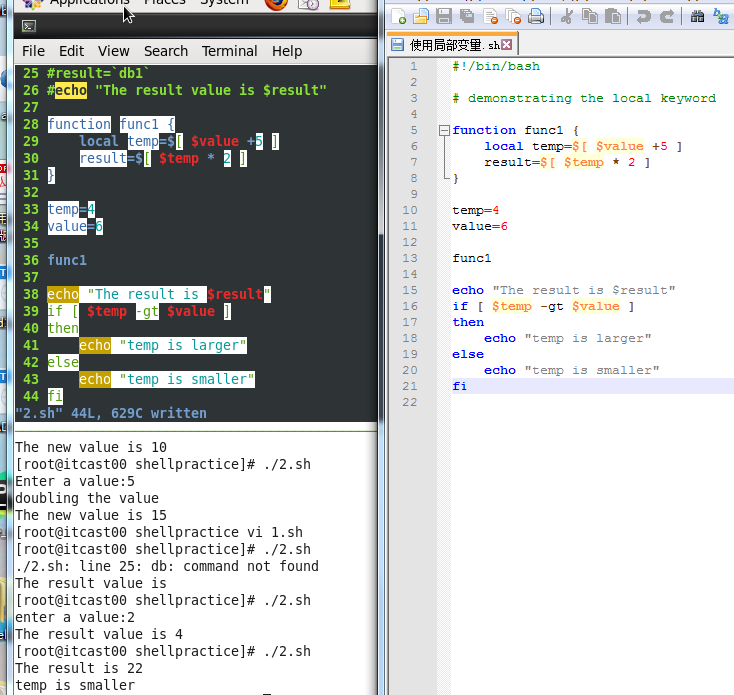 Applications Places System
File Edit View Search Terminal Help
25 #result=`db1`
26 #echo "The result value is $result"
27
28 function func1 {
29     local temp=$[ $value +5 ]
30     result=$[ $temp * 2 ]
31 }
32
33 temp=4
34 value=6
35
36 func1
37
38 echo "The result is $result"
39 if [ $temp -gt $value ]
40 then
41     echo "temp is larger"
42 else
43     echo "temp is smaller"
44 fi
"2.sh" 44L, 629C written
The new value is 10
[root@itcast00 shellpractice]# ./2.sh
Enter a value:5
doubling the value
The new value is 15
[root@itcast00 shellpractice vi 1.sh
[root@itcast00 shellpractice]# ./2.sh
./2.sh: line 25: db: command not found
The result value is
[root@itcast00 shellpractice]# ./2.sh
enter a value:2
The result value is 4
[root@itcast00 shellpractice]# ./2.sh
The result is 22
temp is smaller
使用局部变量.sh
1 #!/bin/bash
2
3 # demonstrating the local keyword
4
5 function func1 {
6     local temp=$[ $value +5 ]
7     result=$[ $temp * 2 ]
8 }
9
10 temp=4
11 value=6
12
13 func1
14
15 echo "The result is $result"
16 if [ $temp -gt $value ]
17 then
18     echo "temp is larger"
19 else
20     echo "temp is smaller"
21 fi
22